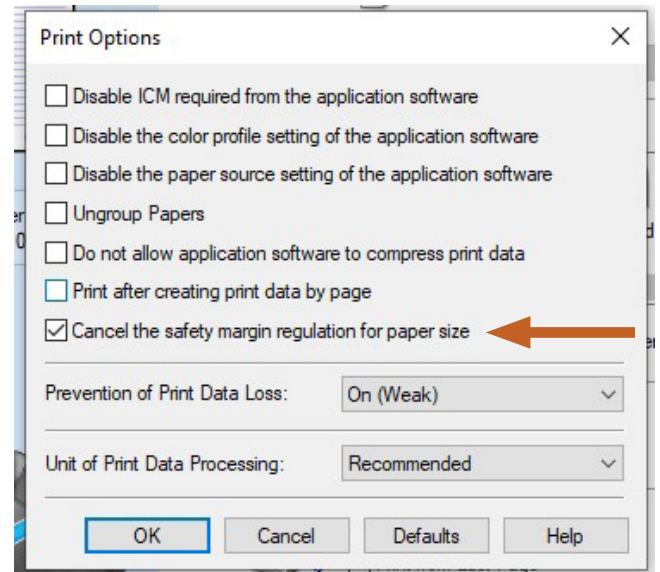 Print Options
Disable ICM required from the application software
Disable the color profile setting of the application software
Disable the paper source setting of the application software
Ungroup Papers
Do not allow application software to compress print data
Print after creating print data by page
Cancel the safety margin regulation for paper size
Prevention of Print Data Loss: On (Weak)
Unit of Print Data Processing: Recommended
OK Cancel Defaults Help